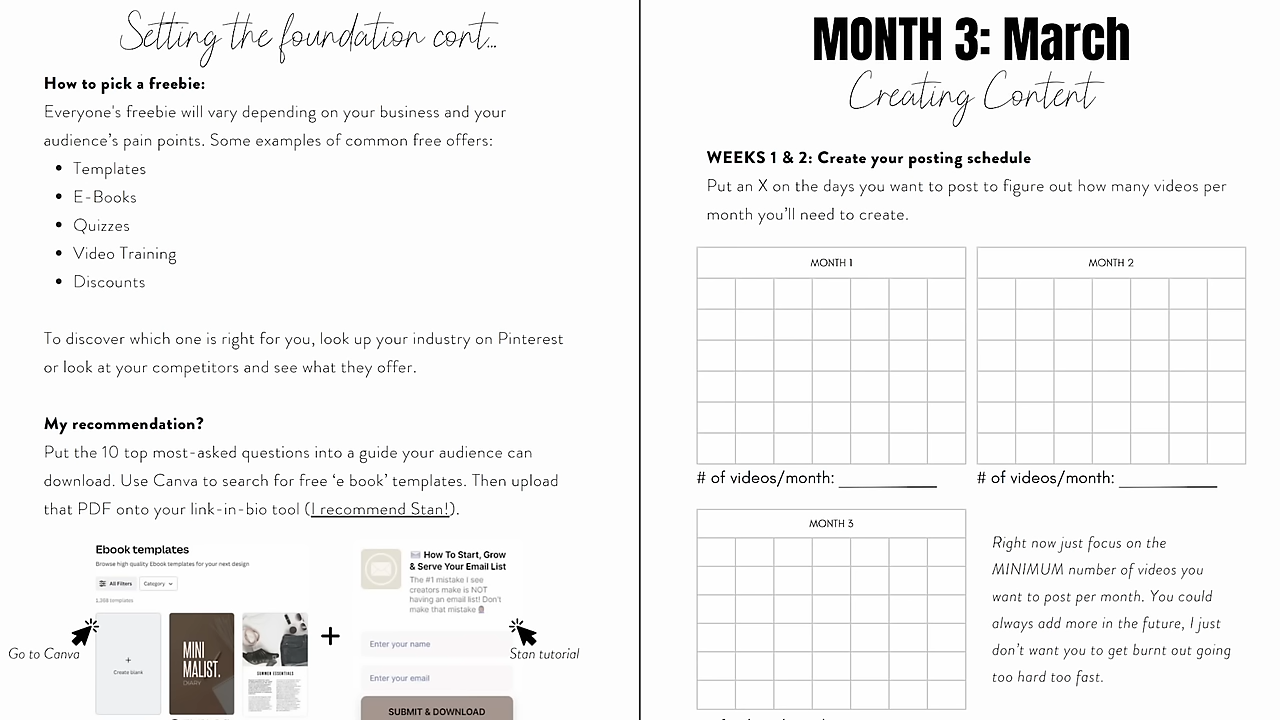 Setting the foundation cont...
How to pick a freebie:
Everyone's freebie will vary depending on your business and your
audience's pain points. Some examples of common free offers:
• Templates
• E-Books
• Quizzes
• Video Training
• Discounts
To discover which one is right for you, look up your industry on Pinterest
or look at your competitors and see what they offer.
My recommendation?
Put the 10 top most-asked questions into a guide your audience can
download. Use Canva to search for free 'e book' templates. Then upload
that PDF onto your link-in-bio tool (I recommend Stan!).
Ebook templates
Browse high quality Ebook templates for your next design
All Filters
Category
1,368 templates
+
Create blank
MINI
MALIST.
DIARY
SUMMER ESSENTIALS
Go to Canva
+
How To Start, Grow
& Serve Your Email List
The #1 mistake I see
creators make is NOT
having an email list! Don't
make that mistake
Enter your name
Enter your email
SUBMIT & DOWNLOAD
Stan tutorial
MONTH 3: March
Creating Content
WEEKS 1 & 2: Create your posting schedule
Put an X on the days you want to post to figure out how many videos per
month you'll need to create.
MONTH 1
MONTH 2
# of videos/month: ________
# of videos/month: ________
MONTH 3
Right now just focus on the
MINIMUM number of videos you
want to post per month. You could
always add more in the future, I just
don't want you to get burnt out going
too hard too fast.